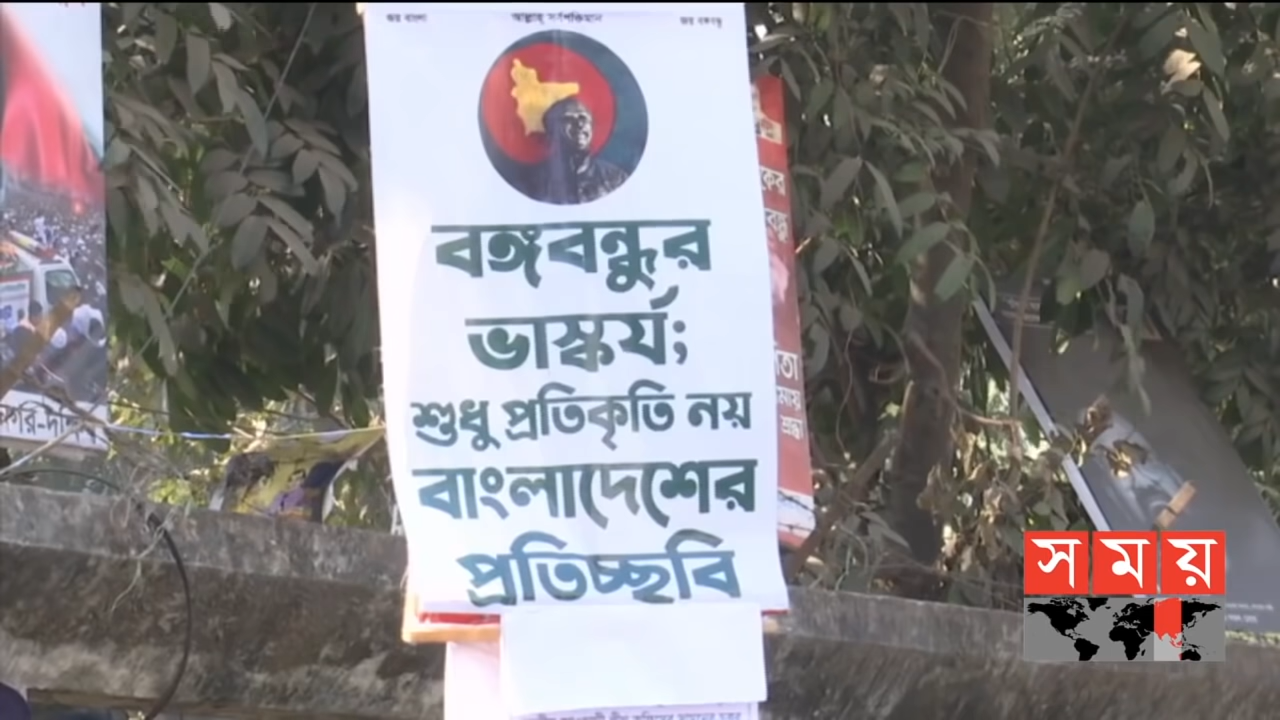 জয় বাংলা
আল্লাহ্ সর্বশক্তিমান
জয় বঙ্গবন্ধু
বঙ্গবন্ধুর
ভাস্কর্য;
শুধু প্রতিকৃতি নয়
বাংলাদেশের
প্রতিচ্ছবি
সময়